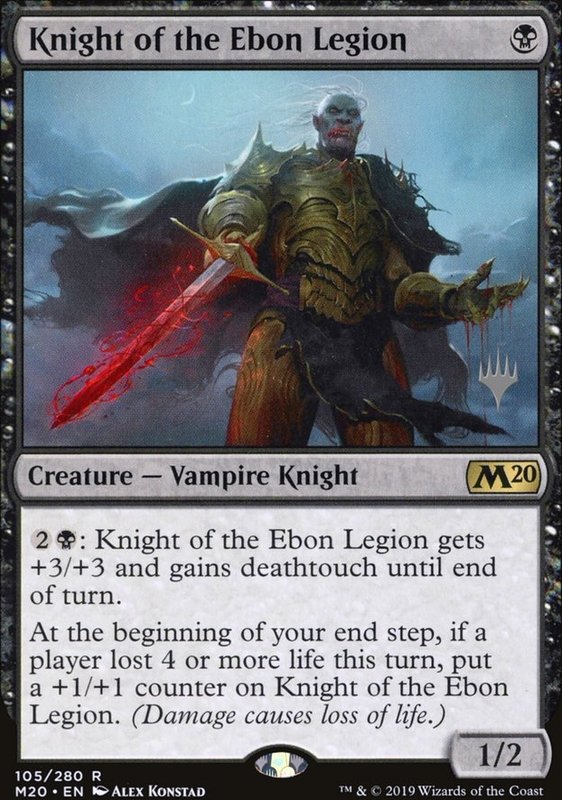 Knight of the Ebon Legion
Creature — Vampire Knight
M20
2: Knight of the Ebon Legion gets
+3/+3 and gains deathtouch until end
of turn.
At the beginning of your end step, if a
player lost 4 or more life this turn, put
a +1/+1 counter on Knight of the Ebon
Legion. (Damage causes loss of life.)
1/2
105/280 R
M20 • EN Alex Konstad
™ & © 2019 Wizards of the Coast